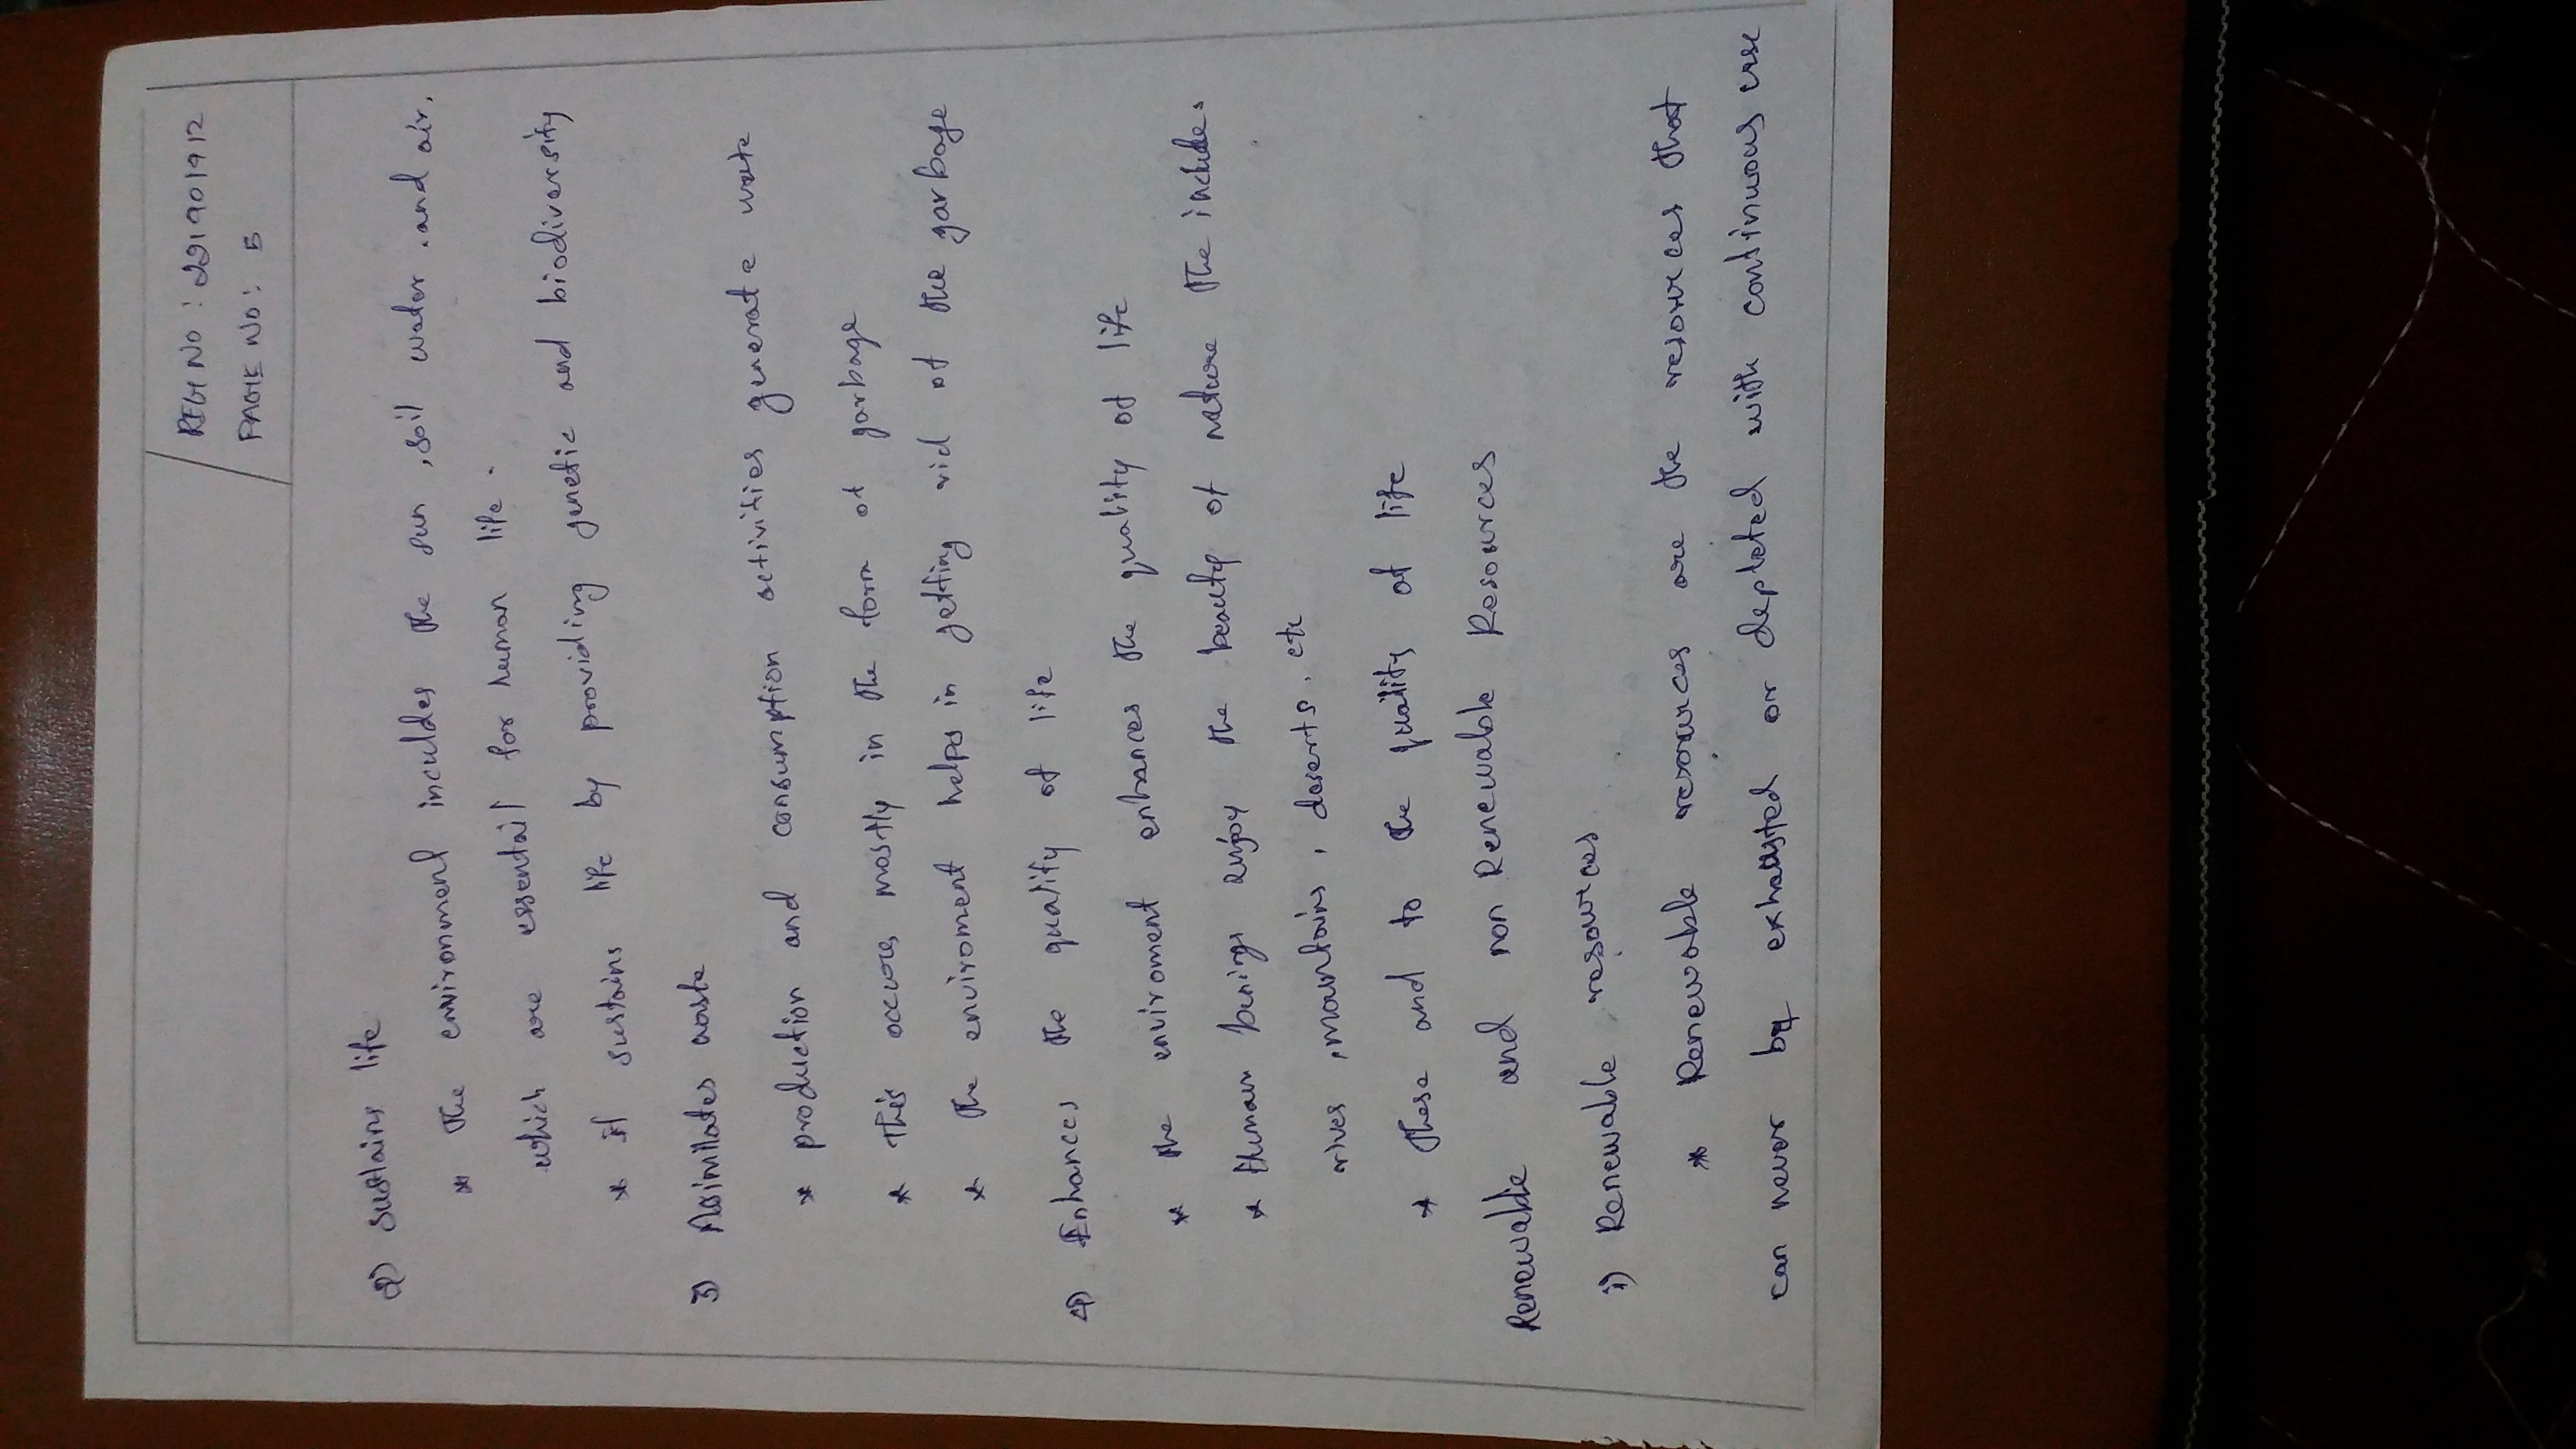 REG NO : 221901912
PAGE NO : 5
2) sustains life
* The environment inculdes the sun , soil water , and air ,
which are essentail for human life .
* it sustains life by providing genetic and biodiversity
3) Assimilates waste
* production and consumption activities generate waste
* This occures mostly in the form of garbage
* The enviroment helps in getting rid of the garbage
4) Enhances the quality of life
* the enviroment enhances the quality of life
* Human benings enjoy the beauty of nature the includes
rives , mountains , deserts , etc
* These and to the quality of life
Renewable and non Renewable Resources
i) Renewable resources
* Renewable resources are the resources that
can never be exhausted or depleted with continuous use